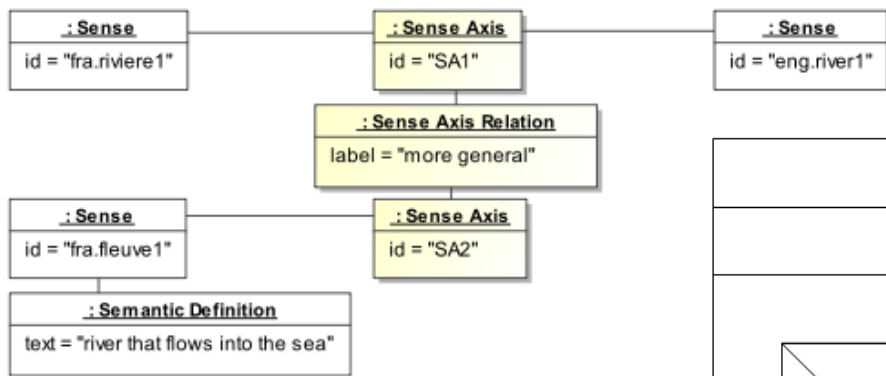 : Sense
id = "fra.riviere1"
: Sense Axis
id = "SA1"
: Sense
id = "eng.river1"
: Sense Axis Relation
label = "more general"
: Sense
id = "fra.fleuve1"
: Sense Axis
id = "SA2"
: Semantic Definition
text = "river that flows into the sea"